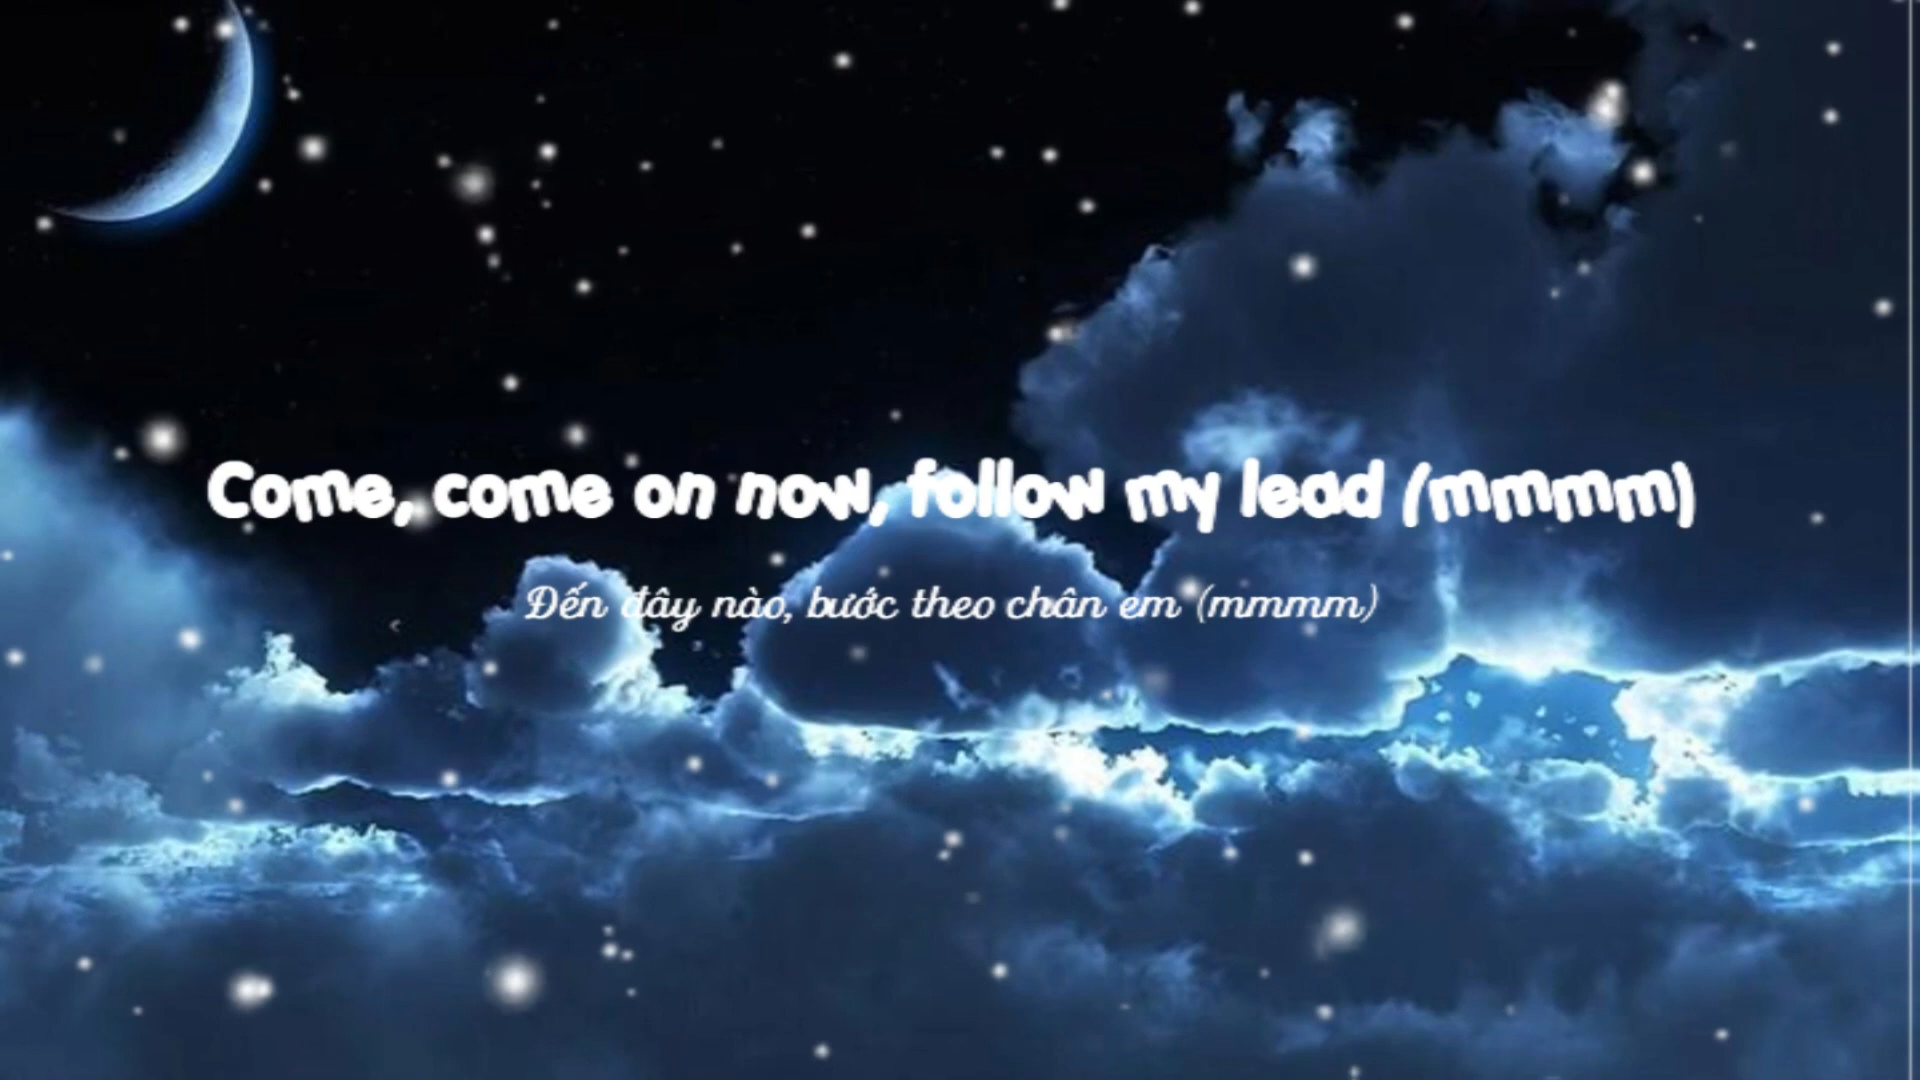 Come, come on now, follow my lead (mmmm)
Đến đây nào, bước theo chân em (mmmm)